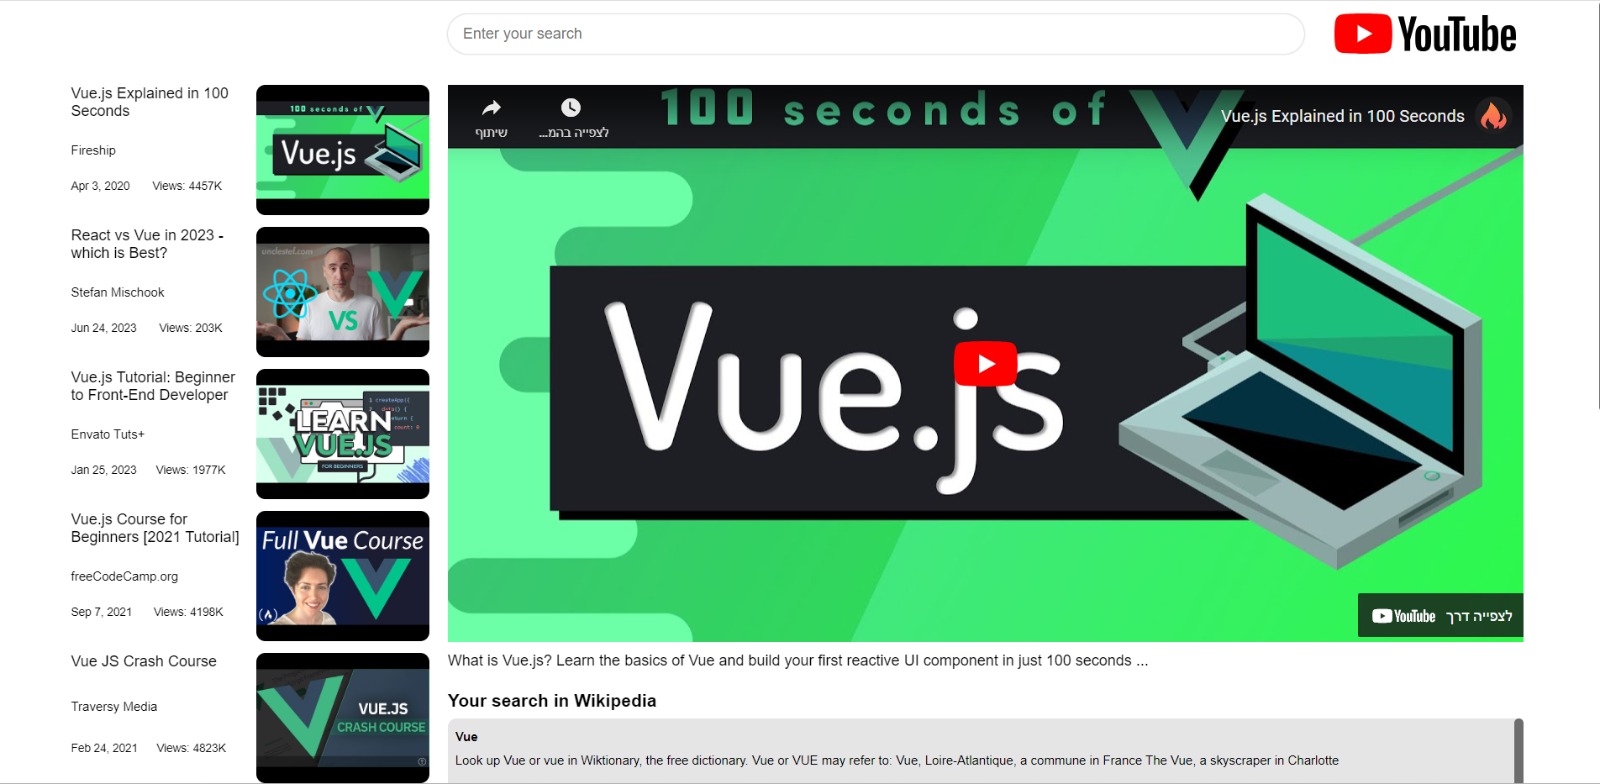 Enter your search
YouTube
Vue.js Explained in 100
Seconds
Fireship
Apr 3, 2020 Views: 4457K
100 seconds of
Vue.js
React vs Vue in 2023 -
which is Best?
Stefan Mischook
Jun 24, 2023 Views: 203K
unclestef.com
VS
Vue.js Tutorial: Beginner
to Front-End Developer
Envato Tuts+
Jan 25, 2023 Views: 1977K
LEARN
VUE.JS
FOR BEGINNERS
Vue.js Course for
Beginners [2021 Tutorial]
freeCodeCamp.org
Sep 7, 2021 Views: 4198K
Full Vue Course
Vue JS Crash Course
Traversy Media
Feb 24, 2021 Views: 4823K
VUE.JS
CRASH COURSE
שיתוף
לצפייה בהמ...
100 seconds of
Vue.js Explained in 100 Seconds
Vue.js
לצפייה דרך YouTube
What is Vue.js? Learn the basics of Vue and build your first reactive UI component in just 100 seconds ...
Your search in Wikipedia
Vue
Look up Vue or vue in Wiktionary, the free dictionary. Vue or VUE may refer to: Vue, Loire-Atlantique, a commune in France The Vue, a skyscraper in Charlotte